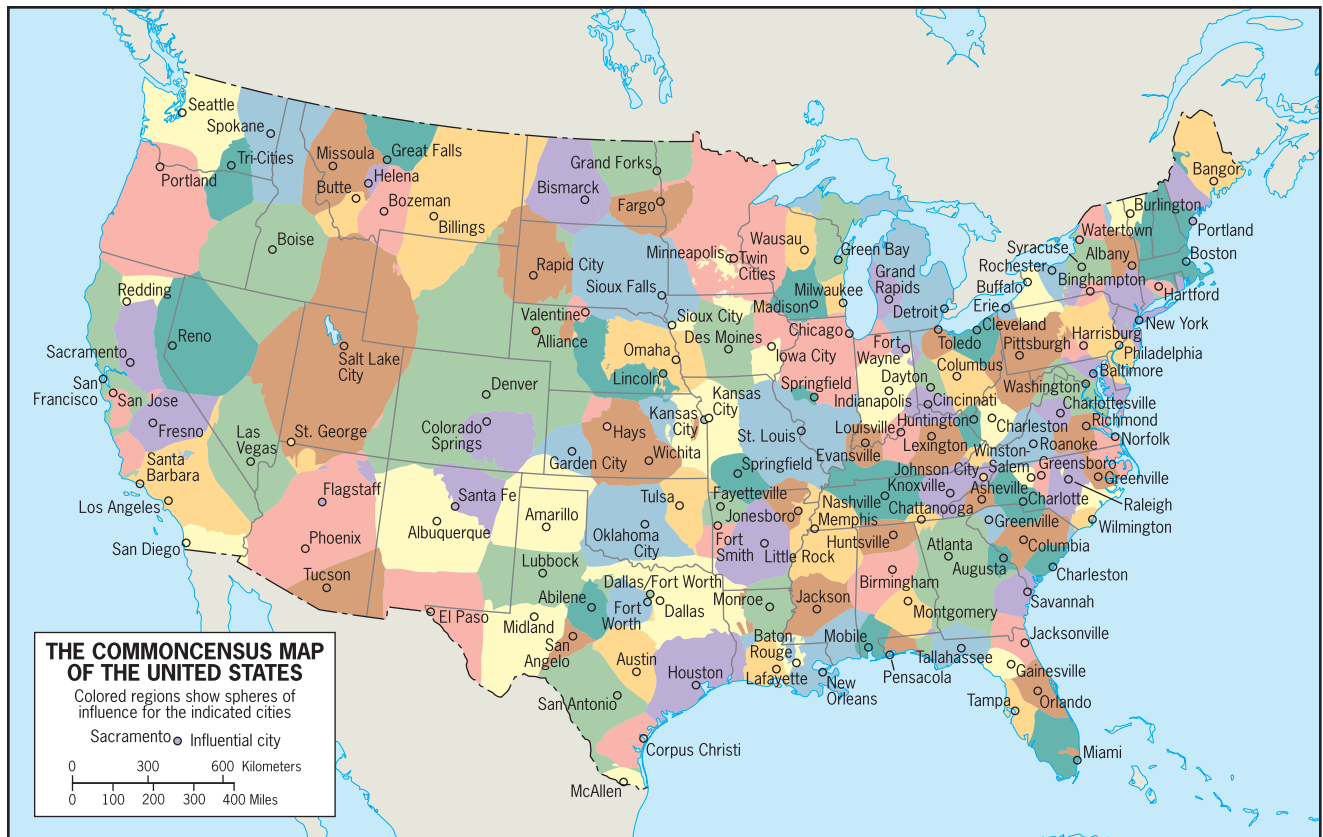 Seattle
Spokane
Tri-Cities
Portland
Missoula
Great Falls
Helena
Butte
Bozeman
Billings
Boise
Bismarck
Grand Forks
Fargo
Minneapolis
Twin
Cities
Wausau
Green Bay
Grand
Rapids
Bangor
Burlington
Portland
Watertown
Syracuse
Boston
Rochester
Albany
Buffalo
Binghampton
Hartford
Rapid City
Sioux Falls
Madison
Milwaukee
Detroit
Erie
New York
Redding
Reno
Sacramento
San
Francisco
San Jose
Fresno
Santa
Barbara
Los Angeles
San Diego
Las
Vegas
St. George
Salt Lake
City
Valentine
Alliance
Sioux City
Des Moines
Omaha
Lincoln
Iowa City
Chicago
Fort
Wayne
Toledo
Cleveland
Pittsburgh
Harrisburg
Philadelphia
Baltimore
Columbus
Dayton
Washington
Charlottesville
Denver
Colorado
Springs
Kansas
City
Kansas
City
Hays
Garden City
Wichita
St. Louis
Springfield
Springfield
Indianapolis
Cincinnati
Huntington
Charleston
Richmond
Norfolk
Lousville
Evansville
Lexington
Roanoke
Winston-
Salem
Greensboro
Greenville
Johnson City
Knoxville
Asheville
Charlotte
Raleigh
Nashville
Chattanooga
Wilmington
Flagstaff
Phoenix
Tucson
Santa Fe
Albuquerque
Amarillo
Tulsa
Oklahoma
City
Fayetteville
Jonesboro
Fort
Smith
Little Rock
Memphis
Huntsville
Greenville
Columbia
Atlanta
Augusta
Charleston
Savannah
Lubbock
Abilene
Dallas/Fort Worth
Fort
Worth
Dallas
Monroe
Jackson
Birmingham
Montgomery
El Paso
Midland
San
Angelo
Austin
Houston
San Antonio
Corpus Christi
McAllen
Baton
Rouge
Lafayette
New
Orleans
Mobile
Pensacola
Tallahassee
Jacksonville
Gainesville
Tampa
Orlando
Miami
THE COMMONCENSUS MAP
OF THE UNITED STATES
Colored regions show spheres of
influence for the indicated cities
Sacramento Influential city
0 300 600 Kilometers
0 100 200 300 400 Miles